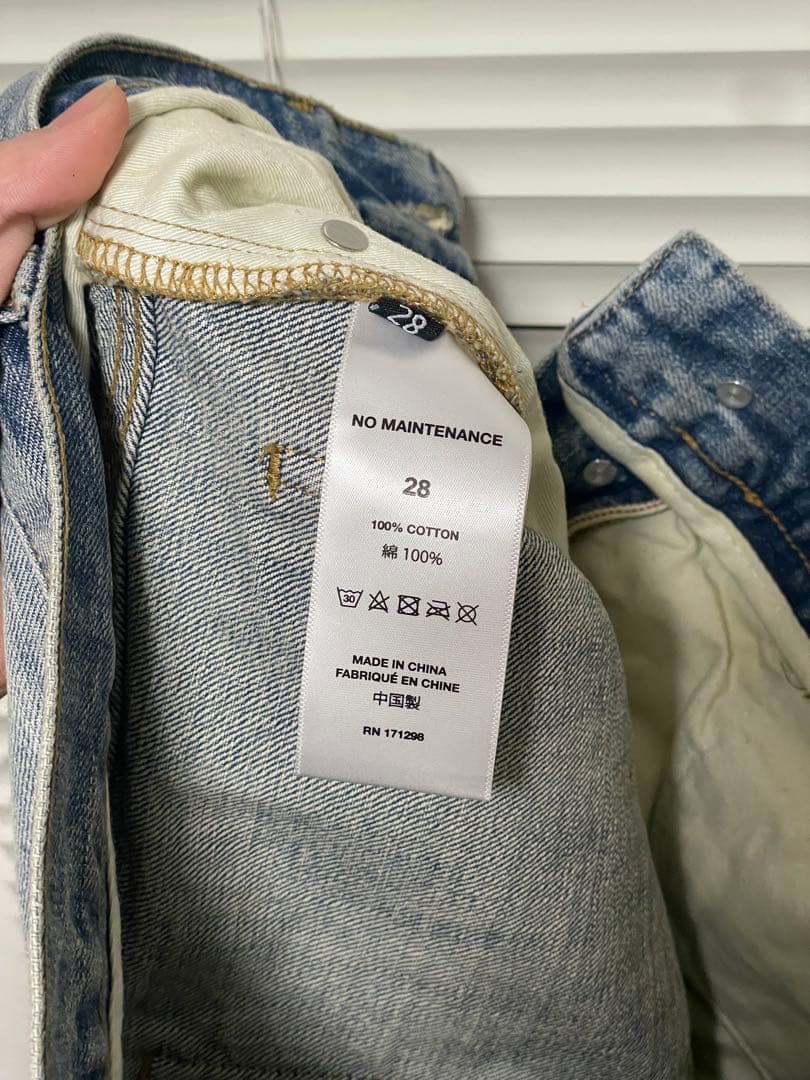 28
NO MAINTENANCE
28
100% COTTON
綿 100%
30
MADE IN CHINA
FABRIQUÉ EN CHINE
中国製
RN 171298